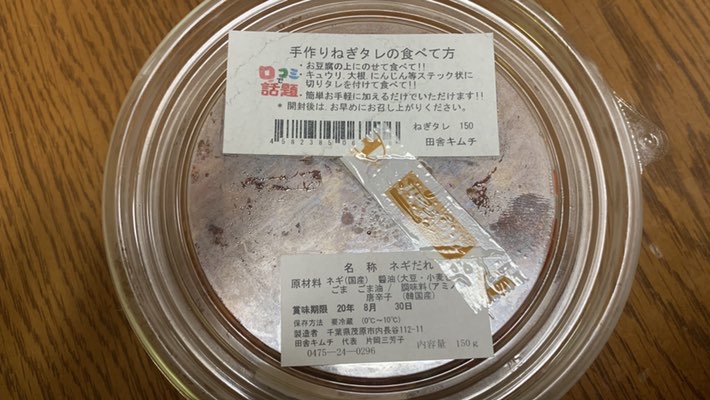 手作りねぎタレの食べて方
・お豆腐の上にのせて食べて!!
口コミで話題
・キュウリ.大根.にんじん等スティック状に
切りタレを付けて食べて!!
・簡単お手軽に加えるだけでいただけます!!
* 開封後は、お早めにお召し上がりください。
ねぎタレ 150
4582385
田舎キムチ
名 称 ネギだれ
原材料 ネギ(国産) 醤油(大豆・小麦
ごま ごま油 / 調味料(アミノ
唐辛子 (韓国産)
賞味期限 20年 8月 30日
保存方法 要冷蔵 (0℃~10℃)
製造者 千葉県茂原市内長谷112-11
田舎キムチ 代表 片岡三芳子
0475-24-0296
内容量 150g